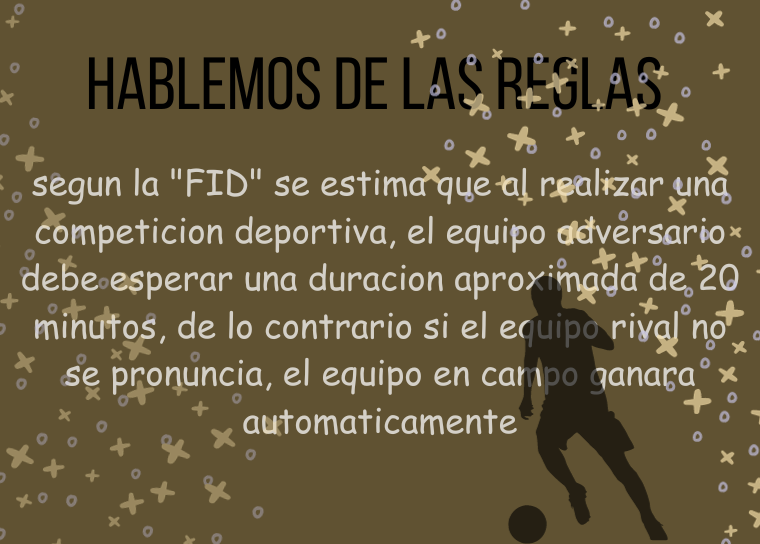 HABLEMOS DE LAS REGLAS
segun la "FID" se estima que al realizar una
competicion deportiva, el equipo adversario
debe esperar una duracion aproximada de 20
minutos, de lo contrario si el equipo rival no
se pronuncia, el equipo en campo ganara
automaticamente